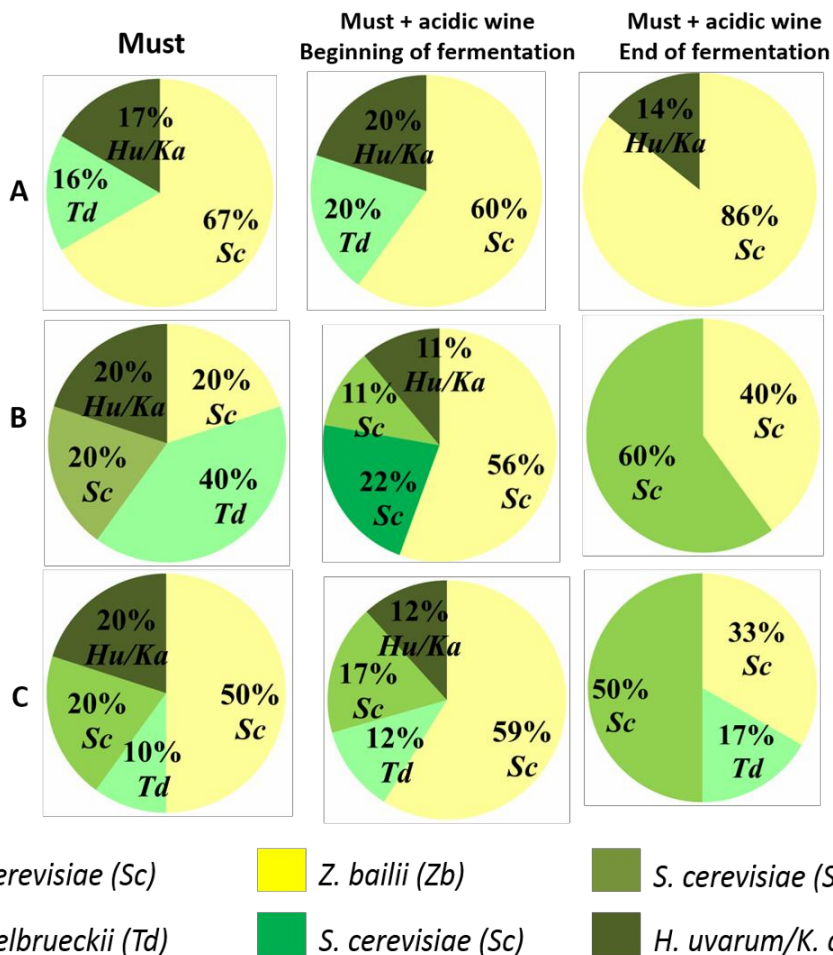 Must
Must + acidic wine
Beginning of fermentation
Must + acidic wine
End of fermentation
A
17%
Hu/Ka
16%
Td
67%
Sc
20%
Hu/Ka
20%
Td
60%
Sc
14%
Hu/Ka
86%
Sc
B
20%
Hu/Ka
20%
Sc
20%
Sc
40%
Td
11%
Hu/Ka
11%
Sc
22%
Sc
56%
Sc
40%
Sc
60%
Sc
C
20%
Hu/Ka
20%
Sc
10%
Td
50%
Sc
12%
Hu/Ka
17%
Sc
12%
Td
59%
Sc
33%
Sc
50%
Sc
17%
Td
erevisiae (Sc)
Z. bailii (Zb)
S. cerevisiae (S
elbrueckii (Td)
S. cerevisiae (Sc)
H. uvarum/K.